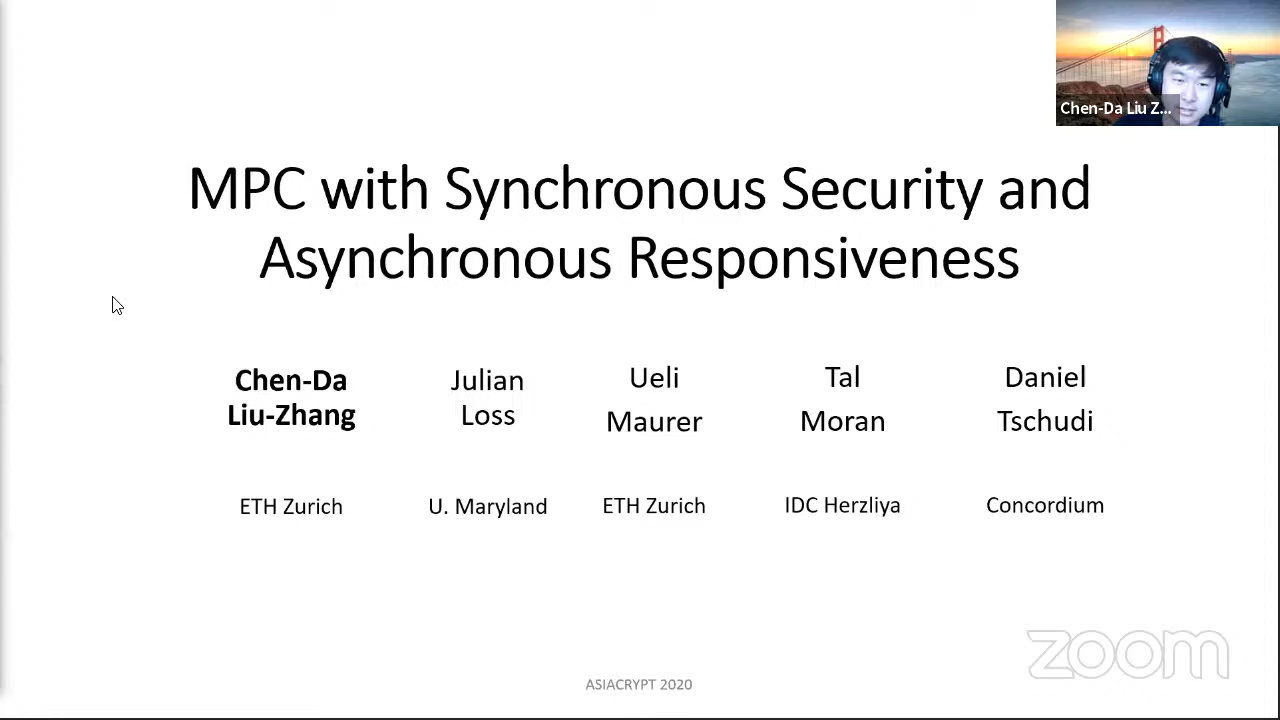 Chen-Da Liu Z...
MPC with Synchronous Security and
Asynchronous Responsiveness
Chen-Da
Liu-Zhang
Julian
Loss
Ueli
Maurer
Tal
Moran
Daniel
Tschudi
ETH Zurich
U. Maryland
ETH Zurich
IDC Herzliya
Concordium
zoom
ASIACRYPT 2020